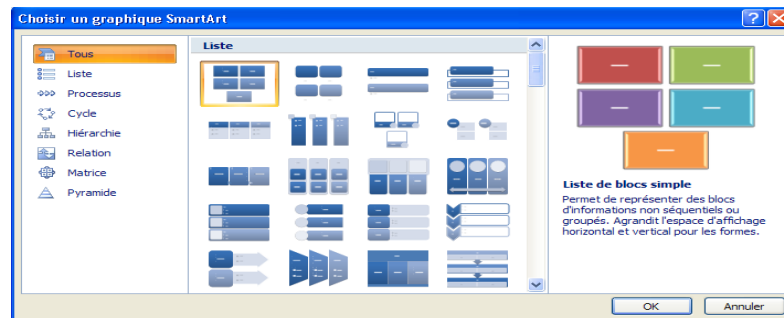 Choisir un graphique SmartArt
Tous
Liste
Processus
Cycle
Hiérarchie
Relation
Matrice
Pyramide
Liste
Liste de blocs simple
Permet de représenter des blocs
d'informations non séquentiels ou
groupés. Agrandit l'espace d'affichage
horizontal et vertical pour les formes.
OK
Annuler